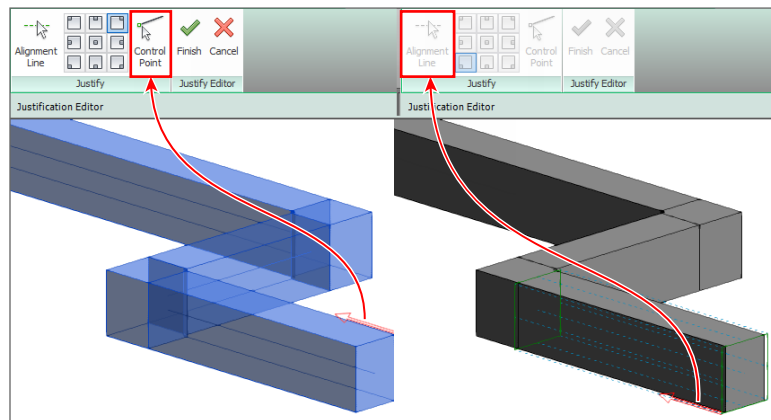 Alignment
Line
Control
Point
Finish
Cancel
Justify
Justify Editor
Justification Editor
Alignment
Line
Control
Point
Finish
Cancel
Justify
Justify Editor
Justification Editor